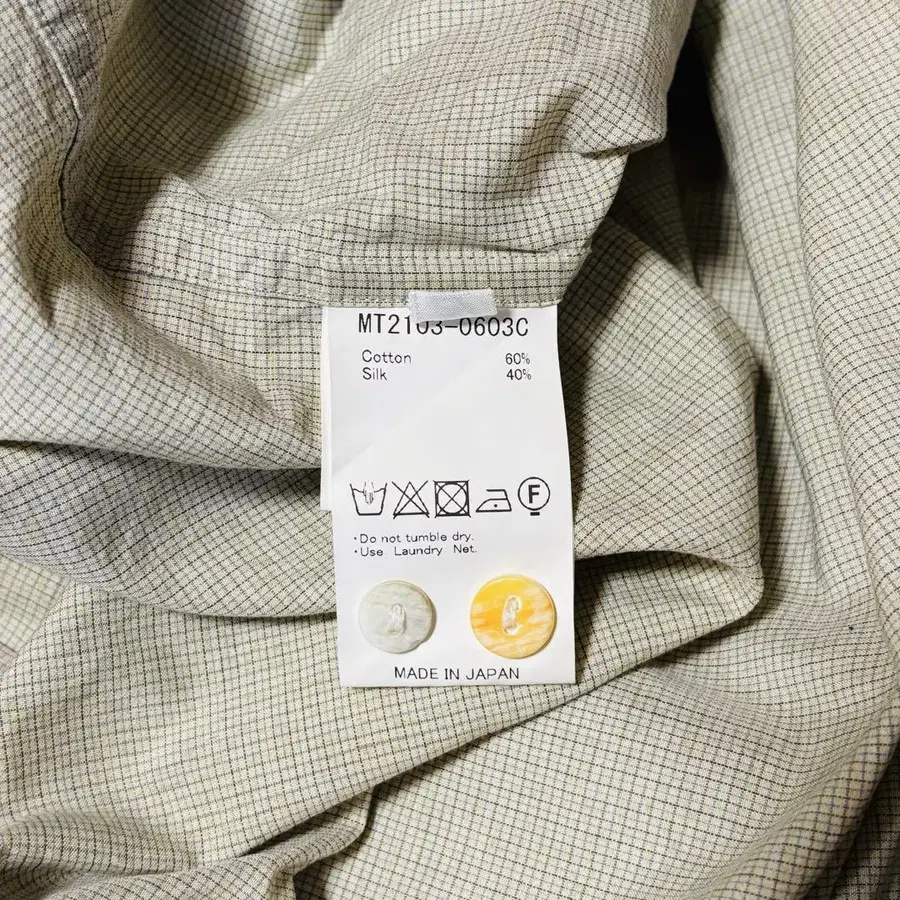 MT2103-0603C
Cotton 60%
Silk 40%
F
・Do not tumble dry.
・Use Laundry Net.
MADE IN JAPAN